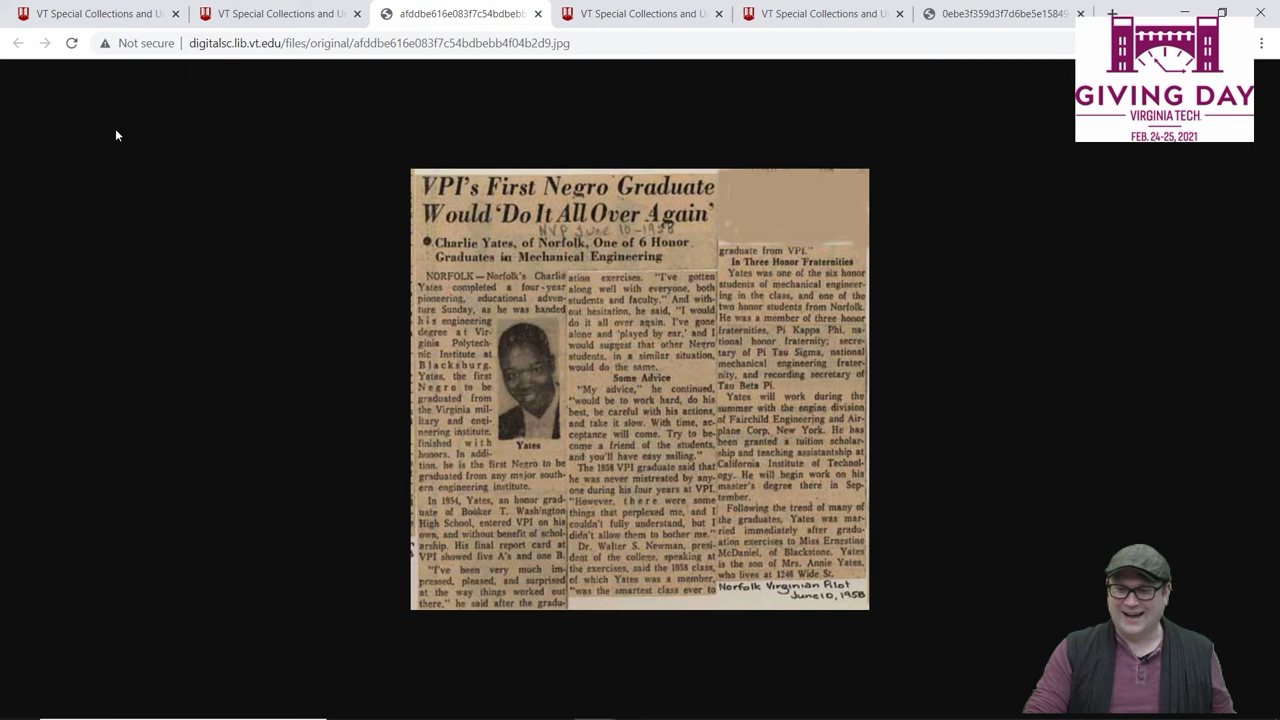 VT Special Collections and U
VT Special Collections and U
afddbe616e083f7c54bdbebb
VT Special Collections and U
VT Special Collections and U
0ebe3f359d3f7d6be5e15849
Not secure
digitalsc.lib.vt.edu/files/original/afddbe616e083f7c54bdbebb4f04b2d9.jpg
GIVING DAY
VIRGINIA TECH.
FEB. 24-25, 2021
VPI's First Negro Graduate
Would 'Do It All Over Again'
NVP June 10-1958
Charlie Yates, of Norfolk, One of 6 Honor
Graduates in Mechanical Engineering
NORFOLK — Norfolk's Charlie
Yates completed a four-year
pioneering, educational adven-
ture Sunday, as he was handed
his engineering
degree at Vir-
ginia Polytech-
nic Institute at
Blacksburg.
Yates, the first
Negro to be
graduated from
the Virginia mil-
itary and engi-
neering institute,
finished with
honors. In addi-
tion, he is the first Negro to be
graduated from any major south-
ern engineering institute.
Yates
In 1954, Yates, an honor grad-
uate of Booker T. Washington
High School, entered VPI on his
own, and without benefit of schol-
arship. His final report card at
VPI showed five A's and one B.
"I've been very much im-
pressed, pleased, and surprised
at the way things worked out
there," he said after the gradu-
ation exercises. "I've gotten
along well with everyone, both
students and faculty." And with-
out hesitation, he said, "I would
do it all over again. I've gone
alone and 'played by ear,' and I
would suggest that other Negro
students, in a similar situation,
would do the same.
Some Advice
"My advice," he continued,
"would be to work hard, do his
best, be careful with his actions,
and take it slow. With time, ac-
ceptance will come. Try to be-
come a friend of the students,
and you'll have easy sailing."
The 1958 VPI graduate said that
he was never mistreated by any-
one during his four years at VPI.
"However, there were some
things that perplexed me, and I
couldn't fully understand, but I
didn't allow them to bother me."
Dr. Walter S. Newman, presi-
dent of the college, speaking at
the exercises, said the 1958 class,
of which Yates was a member,
"was the smartest class ever to
graduate from VPI."
In Three Honor Fraternities
Yates was one of the six honor
students of mechanical engineer-
ing in the class, and one of the
two honor students from Norfolk.
He was a member of three honor
fraternities, Pi Kappa Phi, na-
tional honor fraternity; secre-
tary of Pi Tau Sigma, national
mechanical engineering frater-
nity, and recording secretary of
Tau Beta Pi.
Yates will work during the
summer with the engine division
of Fairchild Engineering and Air-
plane Corp, New York. He has
been granted a tuition scholar-
ship and teaching assistantship at
California Institute of Technol-
ogy. He will begin work on his
master's degree there in Sep-
tember.
Following the trend of many of
the graduates, Yates was mar-
ried immediately after gradu-
ation exercises to Miss Ernestine
McDaniel, of Blackstone. Yates
is the son of Mrs. Annie Yates,
who lives at 1246 Wide St.
Norfolk Virginian Pilot
June 10, 1958